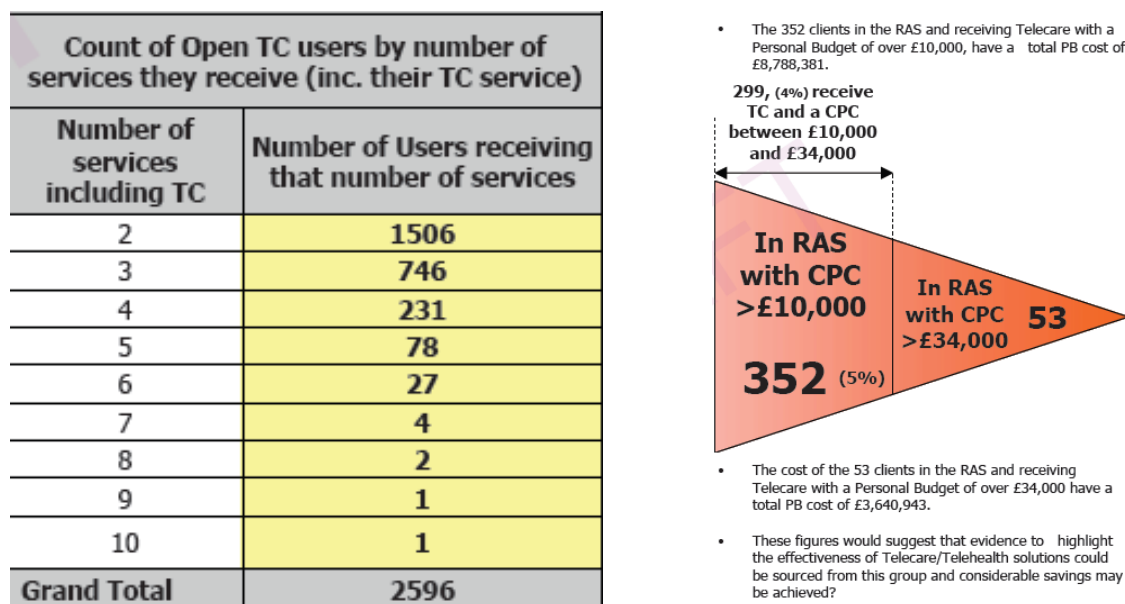 Count of Open TC users by number of
services they receive (inc. their TC service)
Number of
services
including TC
Number of Users receiving
that number of services
2 1506
3 746
4 231
5 78
6 27
7 4
8 2
9 1
10 1
Grand Total 2596
• The 352 clients in the RAS and receiving Telecare with a
Personal Budget of over £10,000, have a total PB cost of
£8,788,381.
299, (4%) receive
TC and a CPC
between £10,000
and £34,000
In RAS
with CPC
>£10,000
352 (5%)
In RAS
with CPC
>£34,000
53
• The cost of the 53 clients in the RAS and receiving
Telecare with a Personal Budget of over £34,000 have a
total PB cost of £3,640,943.
• These figures would suggest that evidence to highlight
the effectiveness of Telecare/Telehealth solutions could
be sourced from this group and considerable savings may
be achieved?